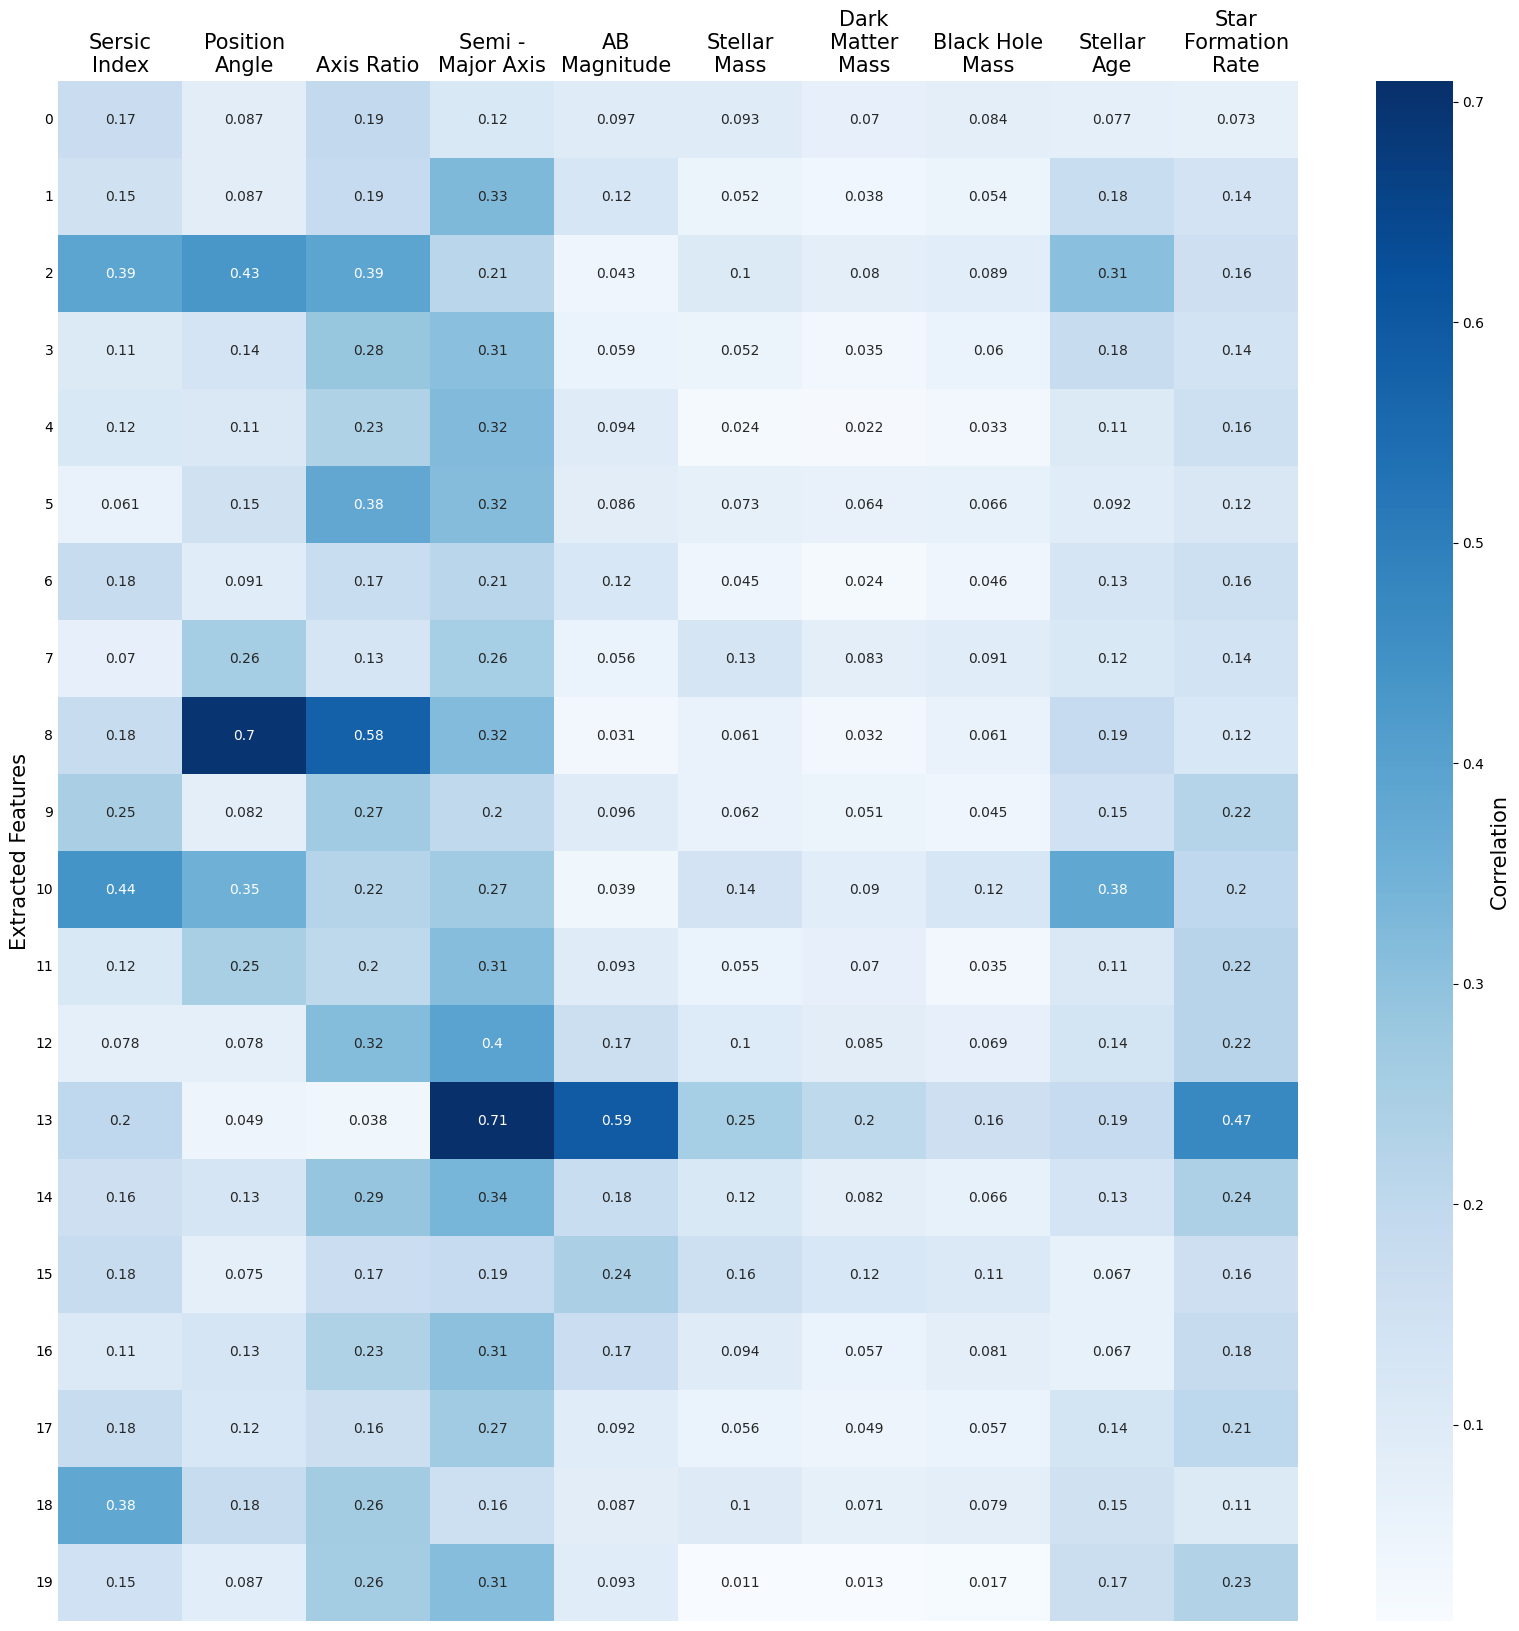 Sersic
Index
Position
Angle
Axis Ratio
Semi -
Major Axis
AB
Magnitude
Stellar
Mass
Dark
Matter
Mass
Black Hole
Mass
Stellar
Age
Star
Formation
Rate
Extracted Features
0 0.17 0.087 0.19 0.12 0.097 0.093 0.07 0.084 0.077 0.073
1 0.15 0.087 0.19 0.33 0.12 0.052 0.038 0.054 0.18 0.14
2 0.39 0.43 0.39 0.21 0.043 0.1 0.08 0.089 0.31 0.16
3 0.11 0.14 0.28 0.31 0.059 0.052 0.035 0.06 0.18 0.14
4 0.12 0.11 0.23 0.32 0.094 0.024 0.022 0.033 0.11 0.16
5 0.061 0.15 0.38 0.32 0.086 0.073 0.064 0.066 0.092 0.12
6 0.18 0.091 0.17 0.21 0.12 0.045 0.024 0.046 0.13 0.16
7 0.07 0.26 0.13 0.26 0.056 0.13 0.083 0.091 0.12 0.14
8 0.18 0.7 0.58 0.32 0.031 0.061 0.032 0.061 0.19 0.12
9 0.25 0.082 0.27 0.2 0.096 0.062 0.051 0.045 0.15 0.22
10 0.44 0.35 0.22 0.27 0.039 0.14 0.09 0.12 0.38 0.2
11 0.12 0.25 0.2 0.31 0.093 0.055 0.07 0.035 0.11 0.22
12 0.078 0.078 0.32 0.4 0.17 0.1 0.085 0.069 0.14 0.22
13 0.2 0.049 0.038 0.71 0.59 0.25 0.2 0.16 0.19 0.47
14 0.16 0.13 0.29 0.34 0.18 0.12 0.082 0.066 0.13 0.24
15 0.18 0.075 0.17 0.19 0.24 0.16 0.12 0.11 0.067 0.16
16 0.11 0.13 0.23 0.31 0.17 0.094 0.057 0.081 0.067 0.18
17 0.18 0.12 0.16 0.27 0.092 0.056 0.049 0.057 0.14 0.21
18 0.38 0.18 0.26 0.16 0.087 0.1 0.071 0.079 0.15 0.11
19 0.15 0.087 0.26 0.31 0.093 0.011 0.013 0.017 0.17 0.23
0.7
0.6
0.5
0.4
0.3
0.2
0.1
Correlation